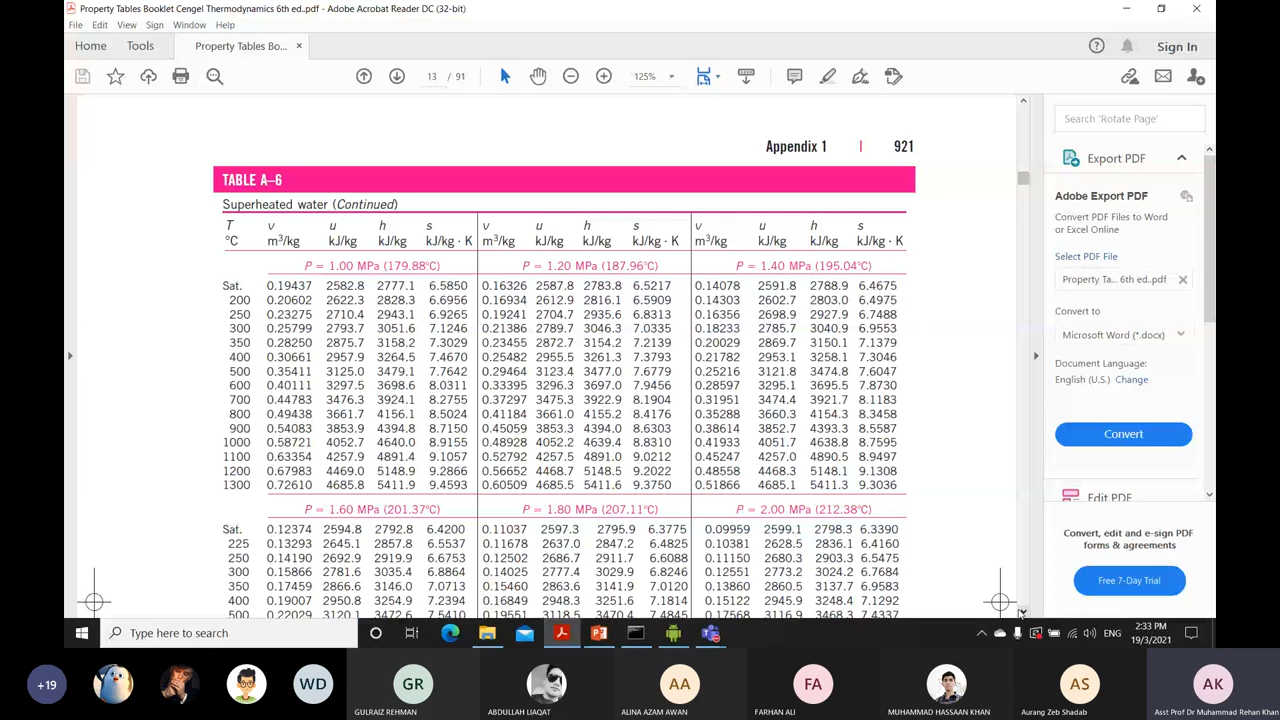 Property Tables Booklet Cengel Thermodynamics 6th ed..pdf - Adobe Acrobat Reader DC (32-bit)
File Edit View Sign Window Help
Home Tools Property Tables Bo... × Sign In
13 / 91 125%
Appendix 1 | 921
TABLE A–6
Superheated water (Continued)
T v u h s v u h s v u h s
°C m³/kg kJ/kg kJ/kg kJ/kg · K m³/kg kJ/kg kJ/kg kJ/kg · K m³/kg kJ/kg kJ/kg kJ/kg · K
P = 1.00 MPa (179.88°C) P = 1.20 MPa (187.96°C) P = 1.40 MPa (195.04°C)
Sat. 0.19437 2582.8 2777.1 6.5850 0.16326 2587.8 2783.8 6.5217 0.14078 2591.8 2788.9 6.4675
200 0.20602 2622.3 2828.3 6.6956 0.16934 2612.9 2816.1 6.5909 0.14303 2602.7 2803.0 6.4975
250 0.23275 2710.4 2943.1 6.9265 0.19241 2704.7 2935.6 6.8313 0.16356 2698.9 2927.9 6.7488
300 0.25799 2793.7 3051.6 7.1246 0.21386 2789.7 3046.3 7.0335 0.18233 2785.7 3040.9 6.9553
350 0.28250 2875.7 3158.2 7.3029 0.23455 2872.7 3154.2 7.2139 0.20029 2869.7 3150.1 7.1379
400 0.30661 2957.9 3264.5 7.4670 0.25482 2955.5 3261.3 7.3793 0.21782 2953.1 3258.1 7.3046
500 0.35411 3125.0 3479.1 7.7642 0.29464 3123.4 3477.0 7.6779 0.25216 3121.8 3474.8 7.6047
600 0.40111 3297.5 3698.6 8.0311 0.33395 3296.3 3697.0 7.9456 0.28597 3295.1 3695.5 7.8730
700 0.44783 3476.3 3924.1 8.2755 0.37297 3475.3 3922.9 8.1904 0.31951 3474.4 3921.7 8.1183
800 0.49438 3661.7 4156.1 8.5024 0.41184 3661.0 4155.2 8.4176 0.35288 3660.3 4154.3 8.3458
900 0.54083 3853.9 4394.8 8.7150 0.45059 3853.3 4394.0 8.6303 0.38614 3852.7 4393.3 8.5587
1000 0.58721 4052.7 4640.0 8.9155 0.48928 4052.2 4639.4 8.8310 0.41933 4051.7 4638.8 8.7595
1100 0.63354 4257.9 4891.4 9.1057 0.52792 4257.5 4891.0 9.0212 0.45247 4257.0 4890.5 8.9497
1200 0.67983 4469.0 5148.9 9.2866 0.56652 4468.7 5148.5 9.2022 0.48558 4468.3 5148.1 9.1308
1300 0.72610 4685.8 5411.9 9.4593 0.60509 4685.5 5411.6 9.3750 0.51866 4685.1 5411.3 9.3036
P = 1.60 MPa (201.37°C) P = 1.80 MPa (207.11°C) P = 2.00 MPa (212.38°C)
Sat. 0.12374 2594.8 2792.8 6.4200 0.11037 2597.3 2795.9 6.3775 0.09959 2599.1 2798.3 6.3390
225 0.13293 2645.1 2857.8 6.5537 0.11678 2637.0 2847.2 6.4825 0.10381 2628.5 2836.1 6.4160
250 0.14190 2692.9 2919.9 6.6753 0.12502 2686.7 2911.7 6.6088 0.11150 2680.3 2903.3 6.5475
300 0.15866 2781.6 3035.4 6.8864 0.14025 2777.4 3029.9 6.8246 0.12551 2773.2 3024.2 6.7684
350 0.17459 2866.6 3146.0 7.0713 0.15460 2863.6 3141.9 7.0120 0.13860 2860.5 3137.7 6.9583
400 0.19007 2950.8 3254.9 7.2394 0.16849 2948.3 3251.6 7.1814 0.15122 2945.9 3248.4 7.1292
500 0.22029 3120.1 3472.6 7.5410 0.19551 3118.5 3470.4 7.4845 0.17568 3116.9 3468.3 7.4337
Search 'Rotate Page'
Export PDF
Adobe Export PDF
Convert PDF Files to Word
or Excel Online
Select PDF File
Property Ta... 6th ed..pdf ×
Convert to
Microsoft Word (*.docx)
Document Language:
English (U.S.) Change
Convert
Edit PDF
Convert, edit and e-sign PDF
forms & agreements
Free 7-Day Trial
Type here to search
ENG
2:33 PM
19/3/2021
+19 WD GR AA FA AS AK
GULRAIZ REHMAN ABDULLAH LIAQAT ALINA AZAM AWAN FARHAN ALI MUHAMMAD HASSAAN KHAN Aurang Zeb Shadab Asst Prof Dr Muhammad Rehan Khan